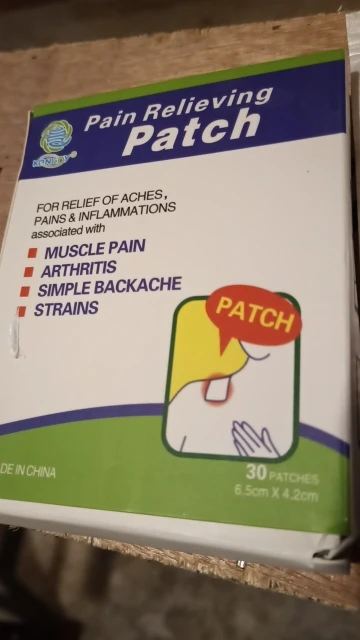 Pain Relieving
Patch
KONGDY
FOR RELIEF OF ACHES,
PAINS & INFLAMMATIONS
associated with
MUSCLE PAIN
ARTHRITIS
SIMPLE BACKACHE
STRAINS
PATCH
DE IN CHINA
30 PATCHES
6.5cm X 4.2cm